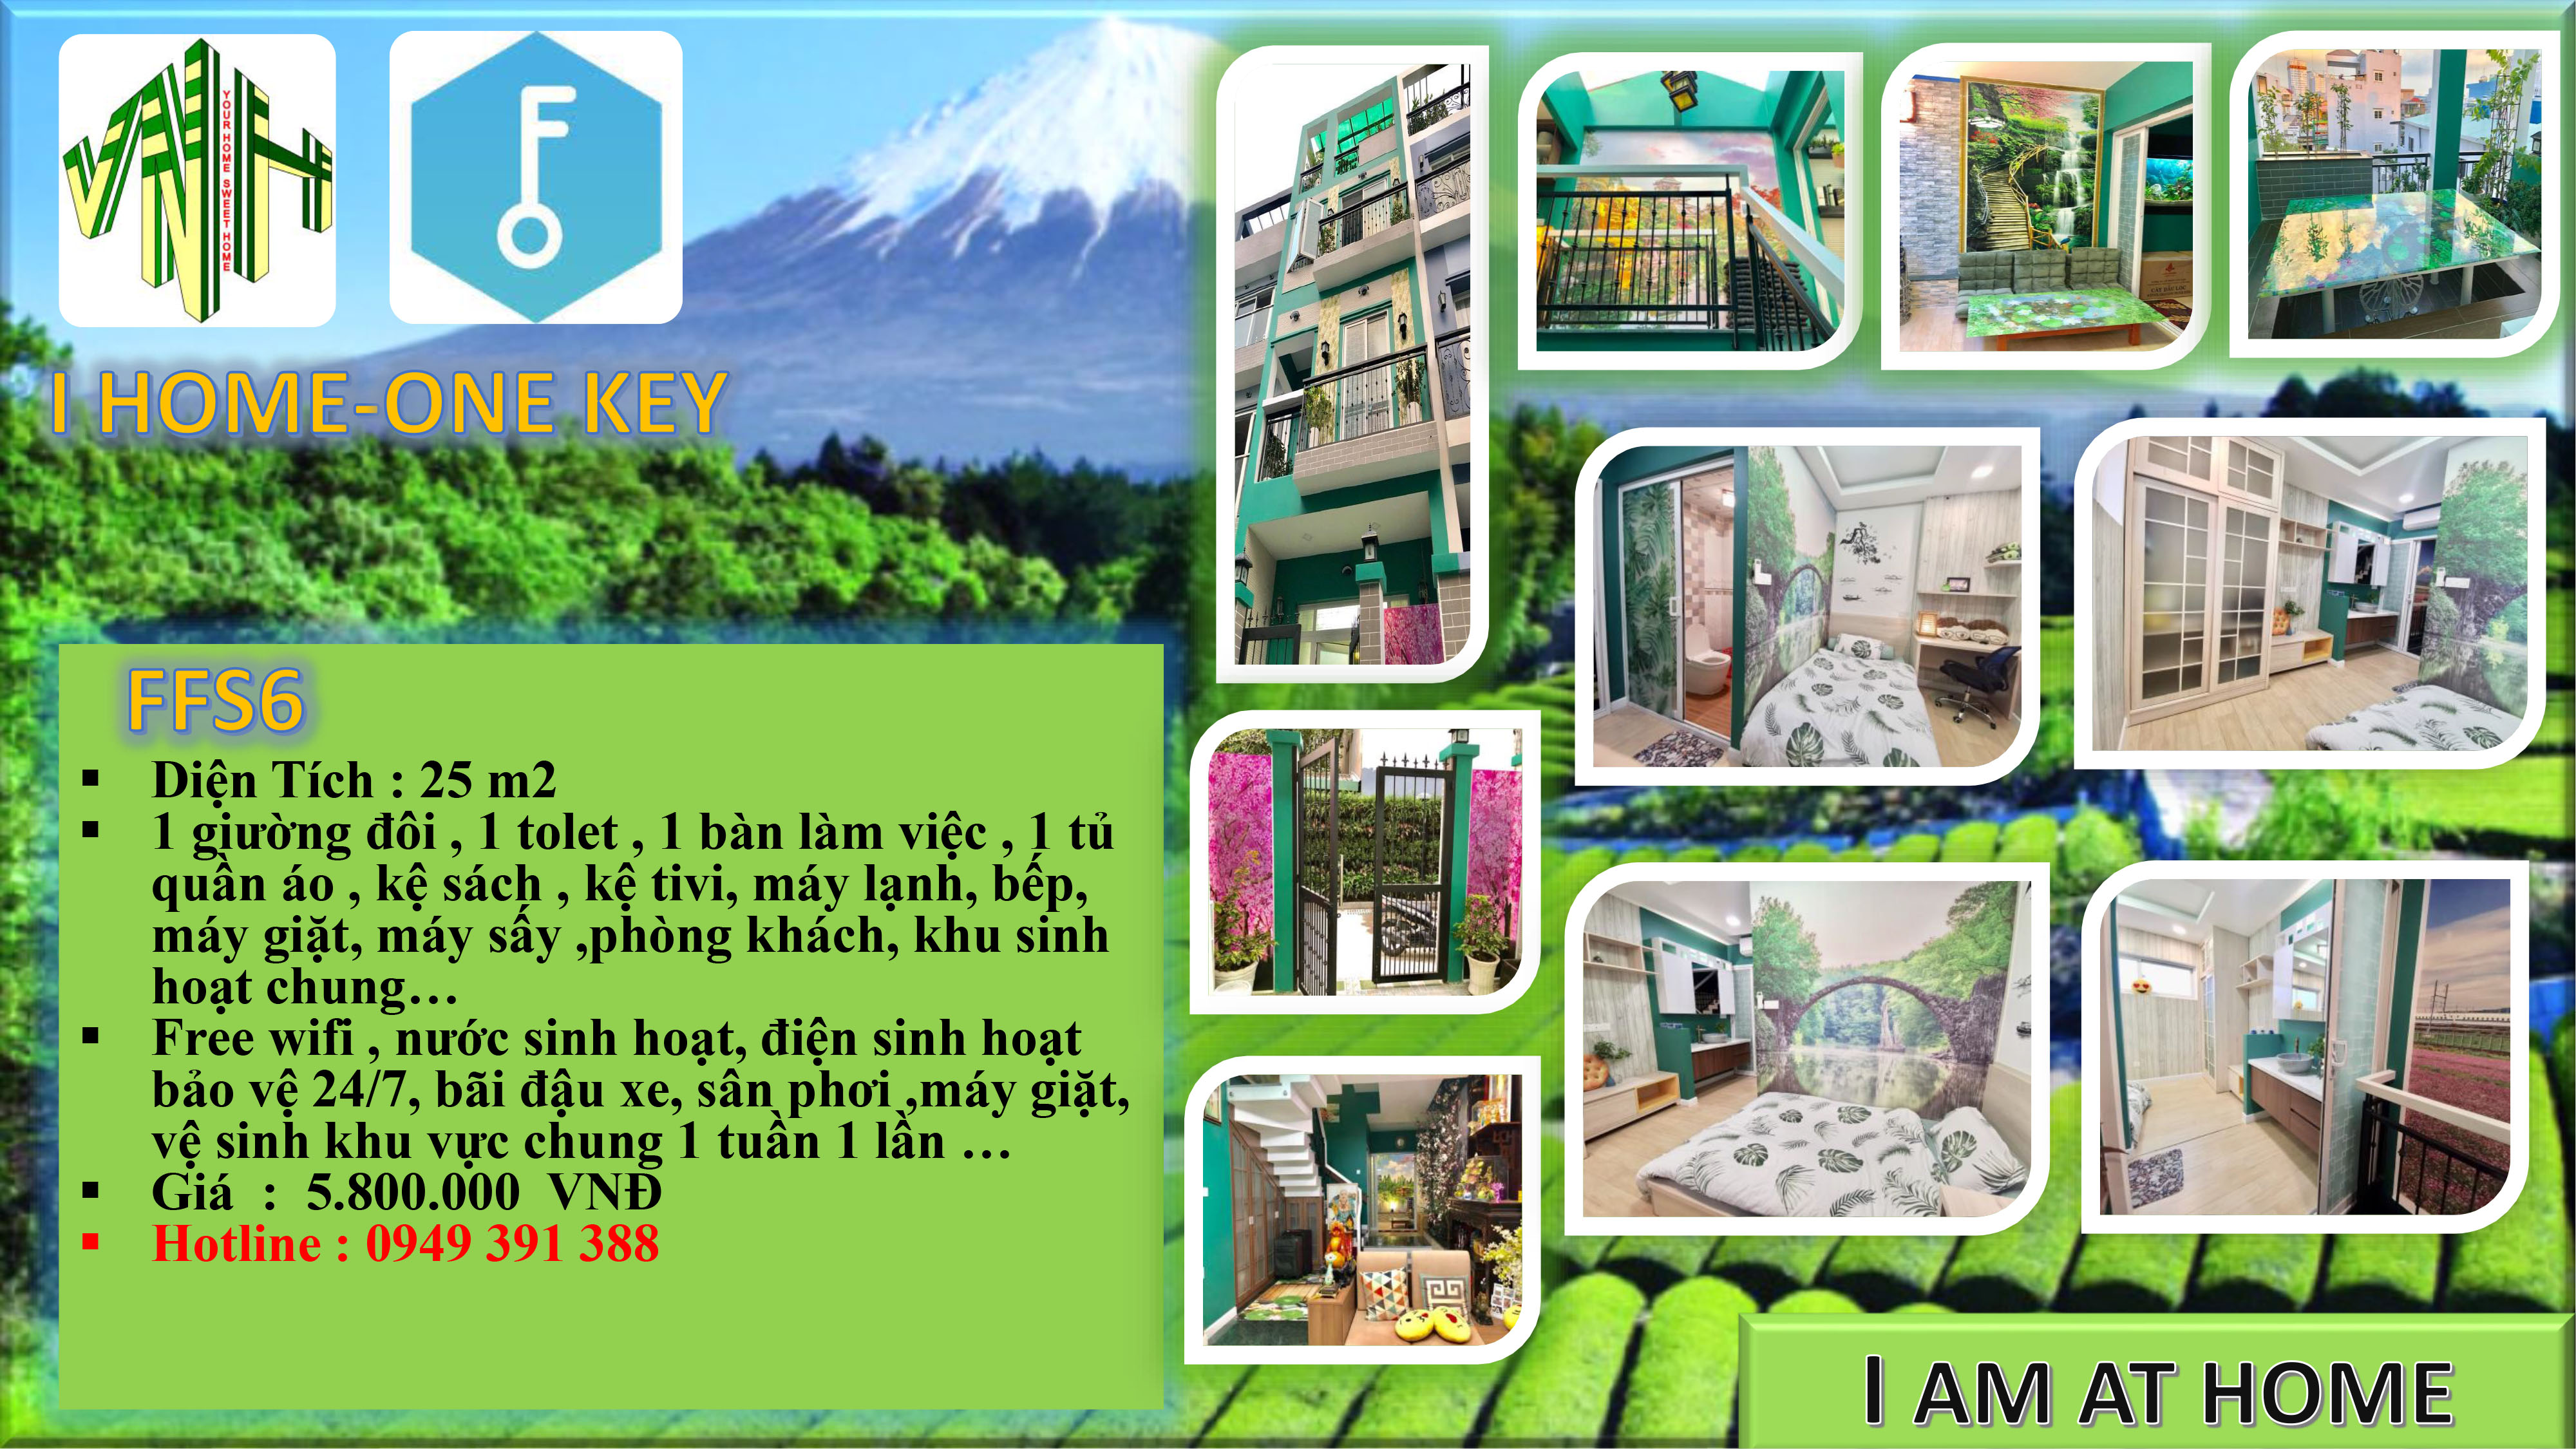 YOUR HOME SWEET HOME
F
I HOME-ONE KEY
FFS6
▪ Diện Tích : 25 m2
▪ 1 giường đôi , 1 tolet , 1 bàn làm việc , 1 tủ
quần áo , kệ sách , kệ tivi, máy lạnh, bếp,
máy giặt, máy sấy ,phòng khách, khu sinh
hoạt chung…
▪ Free wifi , nước sinh hoạt, điện sinh hoạt
bảo vệ 24/7, bãi đậu xe, sân phơi ,máy giặt,
vệ sinh khu vực chung 1 tuần 1 lần …
▪ Giá : 5.800.000 VNĐ
▪ Hotline : 0949 391 388
I AM AT HOME